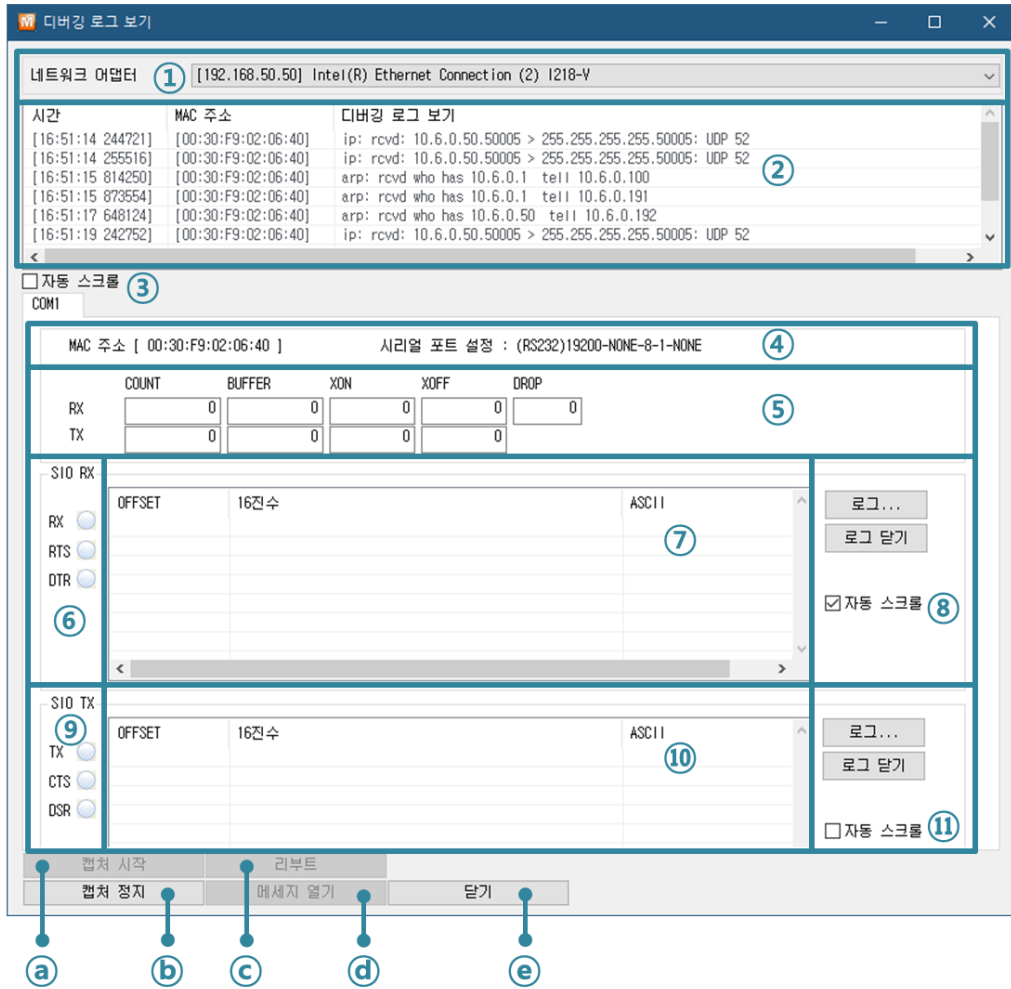 디버깅 로그 보기
네트워크 어댑터 ① [192.168.50.50] Intel(R) Ethernet Connection (2) I218-V
시간 MAC 주소 디버깅 로그 보기
[16:51:14 244721] [00:30:F9:02:06:40] ip: rcvd: 10.6.0.50.50005 > 255.255.255.255.50005: UDP 52
[16:51:14 255516] [00:30:F9:02:06:40] ip: rcvd: 10.6.0.50.50005 > 255.255.255.255.50005: UDP 52
[16:51:15 814250] [00:30:F9:02:06:40] arp: rcvd who has 10.6.0.1 tell 10.6.0.100
[16:51:15 873554] [00:30:F9:02:06:40] arp: rcvd who has 10.6.0.1 tell 10.6.0.191
[16:51:17 648124] [00:30:F9:02:06:40] arp: rcvd who has 10.6.0.50 tell 10.6.0.192
[16:51:19 242752] [00:30:F9:02:06:40] ip: rcvd: 10.6.0.50.50005 > 255.255.255.255.50005: UDP 52
②
자동 스크롤 ③
COM1
MAC 주소 [ 00:30:F9:02:06:40 ] 시리얼 포트 설정 : (RS232)19200-NONE-8-1-NONE ④
COUNT BUFFER XON XOFF DROP
RX 0 0 0 0 0 ⑤
TX 0 0 0 0
SIO RX
OFFSET 16진수 ASCII
RX
RTS
DTR
⑥
⑦
로그...
로그 닫기
자동 스크롤 ⑧
SIO TX
⑨
OFFSET 16진수 ASCII
TX
CTS
DSR
⑩
로그...
로그 닫기
자동 스크롤 ⑪
캡처 시작 리부트
캡처 정지 메세지 열기 닫기
ⓐ ⓑ ⓒ ⓓ ⓔ